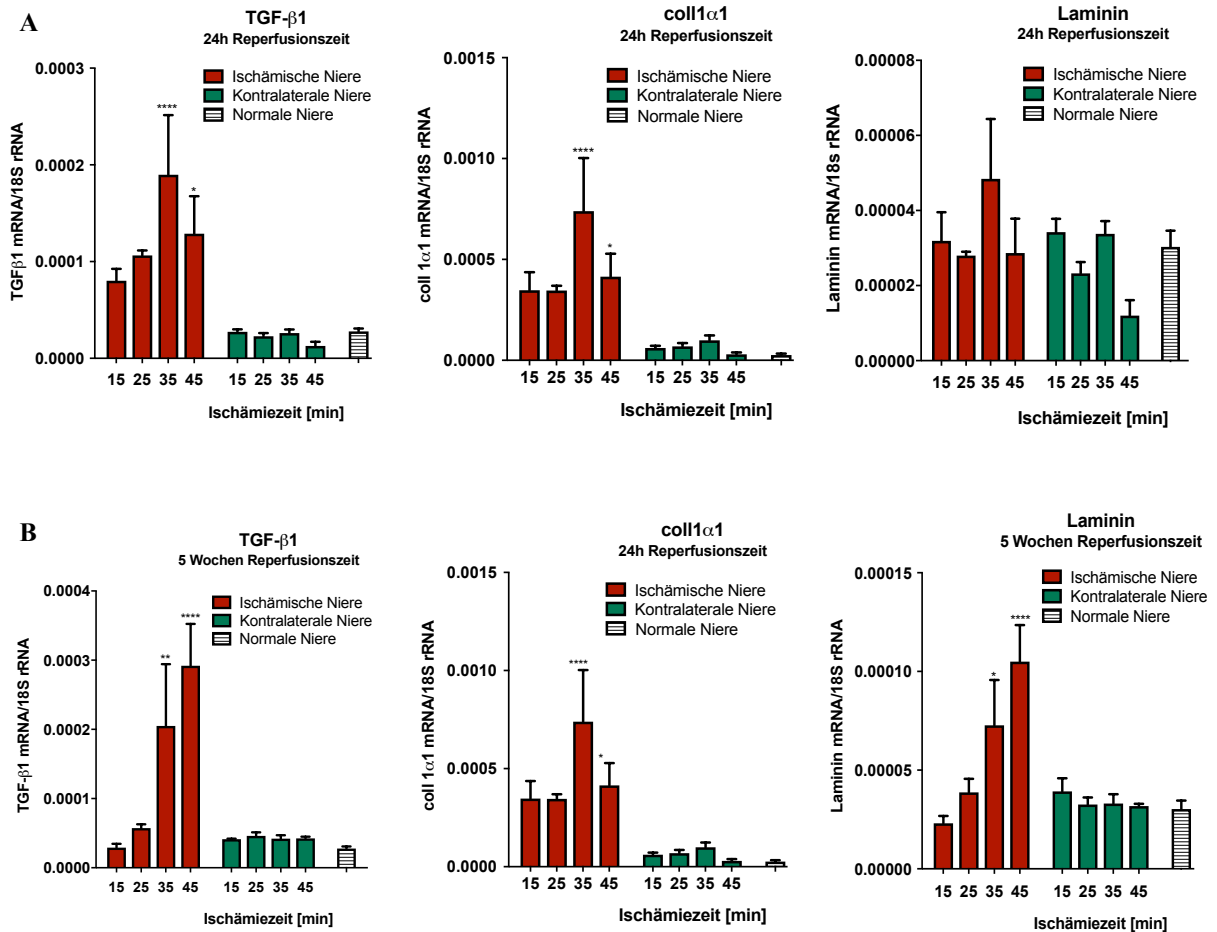 A
TGF-β1
24h Reperfusionszeit
TGFβ1 mRNA/18S rRNA
0.0003
0.0002
0.0001
0.0000
Ischämische Niere
Kontralaterale Niere
Normale Niere
****
*
15 25 35 45 15 25 35 45
Ischämiezeit [min]
coll1α1
24h Reperfusionszeit
coll 1α1 mRNA/18S rRNA
0.0015
0.0010
0.0005
0.0000
Ischämische Niere
Kontralaterale Niere
Normale Niere
****
*
15 25 35 45 15 25 35 45
Ischämiezeit [min]
Laminin
24h Reperfusionszeit
Laminin mRNA/18s rRNA
0.00008
0.00006
0.00004
0.00002
0.00000
Ischämische Niere
Kontralaterale Niere
Normale Niere
15 25 35 45 15 25 35 45
Ischämiezeit [min]
B
TGF-β1
5 Wochen Reperfusionszeit
TGF-β1 mRNA/18S rRNA
0.0004
0.0003
0.0002
0.0001
0.0000
Ischämische Niere
Kontralaterale Niere
Normale Niere
**
****
15 25 35 45 15 25 35 45
Ischämiezeit [min]
coll1α1
24h Reperfusionszeit
coll 1α1 mRNA/18S rRNA
0.0015
0.0010
0.0005
0.0000
Ischämische Niere
Kontralaterale Niere
Normale Niere
****
*
15 25 35 45 15 25 35 45
Ischämiezeit [min]
Laminin
5 Wochen Reperfusionszeit
Laminin mRNA/18S rRNA
0.00015
0.00010
0.00005
0.00000
Ischämische Niere
Kontralaterale Niere
Normale Niere
*
****
15 25 35 45 15 25 35 45
Ischämiezeit [min]